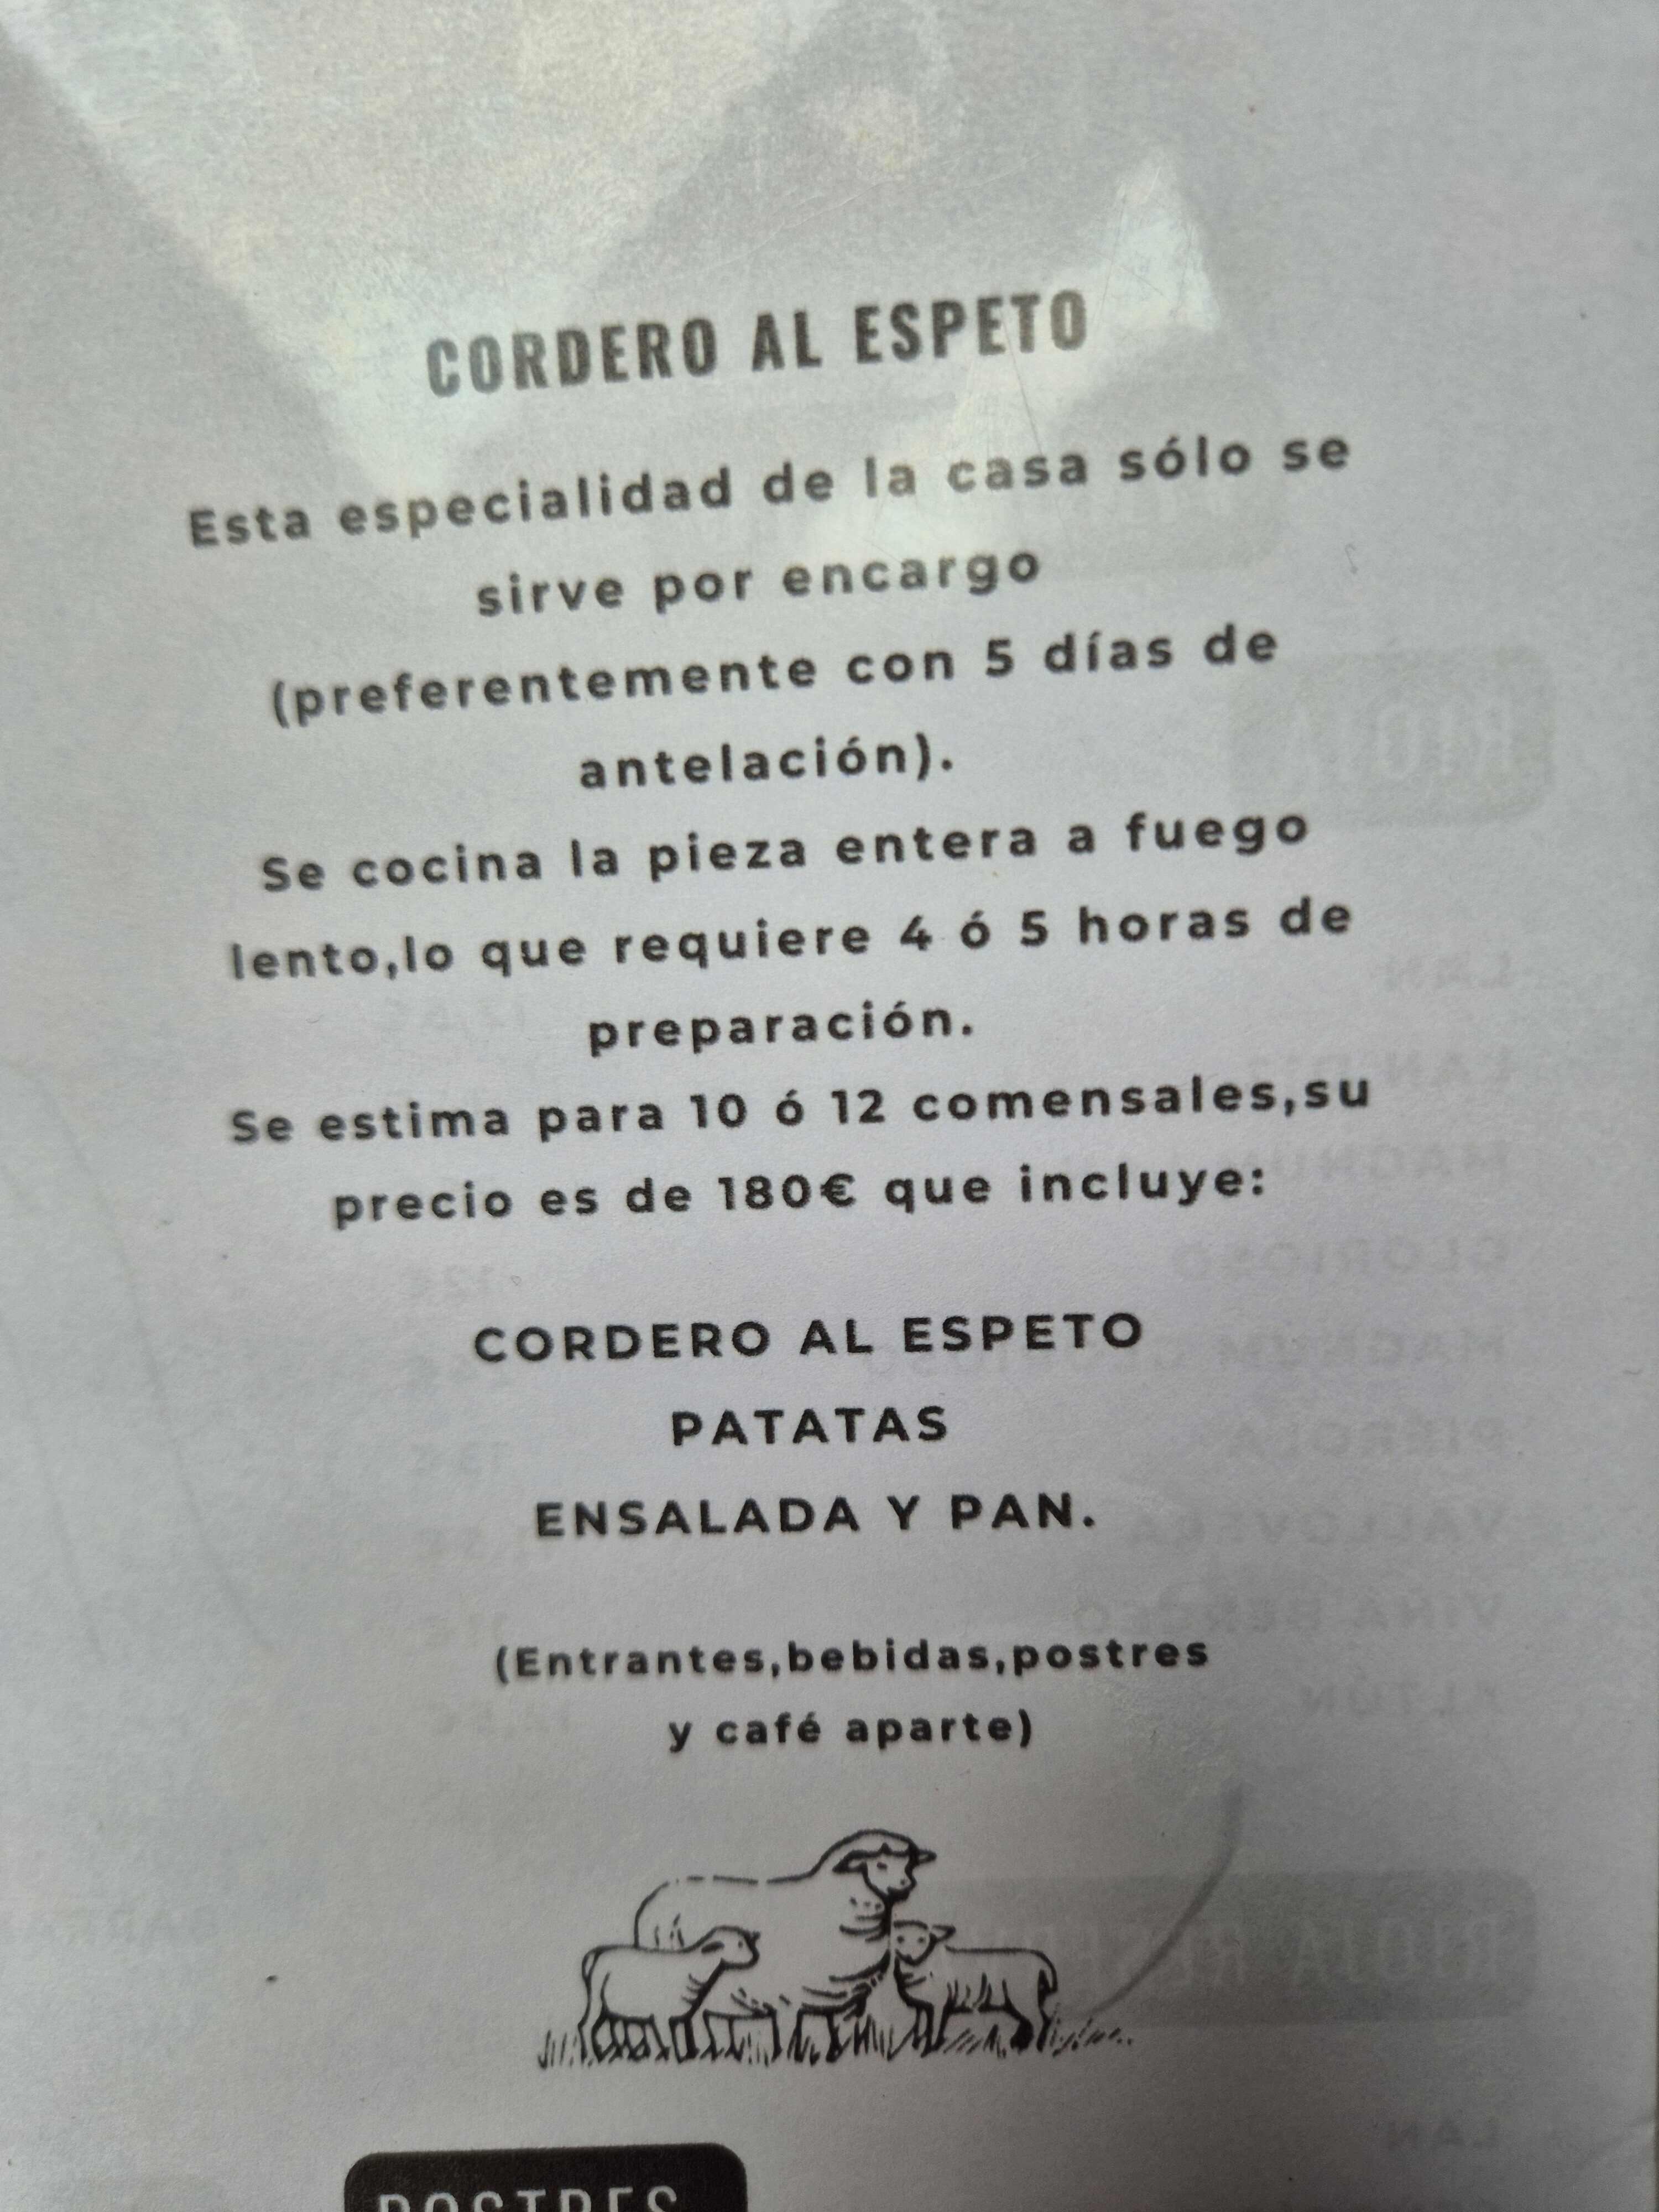 CORDERO AL ESPETO
Esta especialidad de la casa sólo se
sirve por encargo
(preferentemente con 5 días de
antelación).
Se cocina la pieza entera a fuego
lento,lo que requiere 4 ó 5 horas de
preparación.
Se estima para 10 ó 12 comensales,su
precio es de 180€ que incluye:
CORDERO AL ESPETO
PATATAS
ENSALADA Y PAN.
(Entrantes,bebidas,postres
y café aparte)
POSTRES